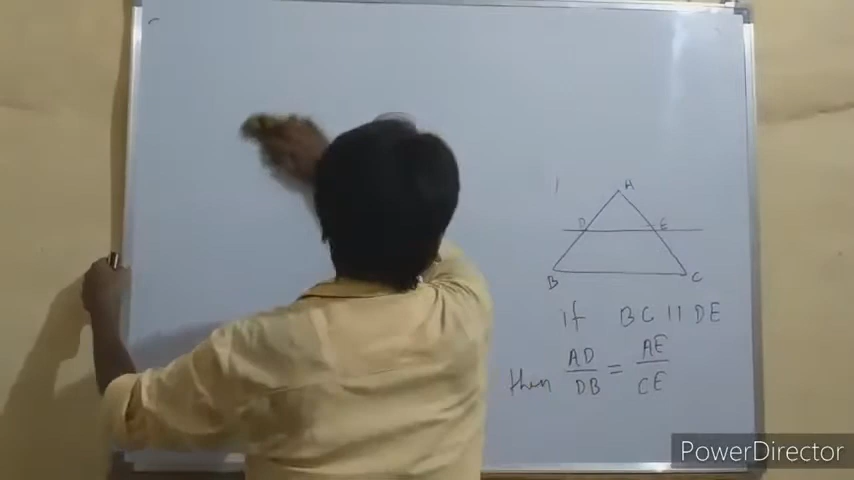 A
D E
B C
if BC || DE
then AD/DB = AE/CE
PowerDirector